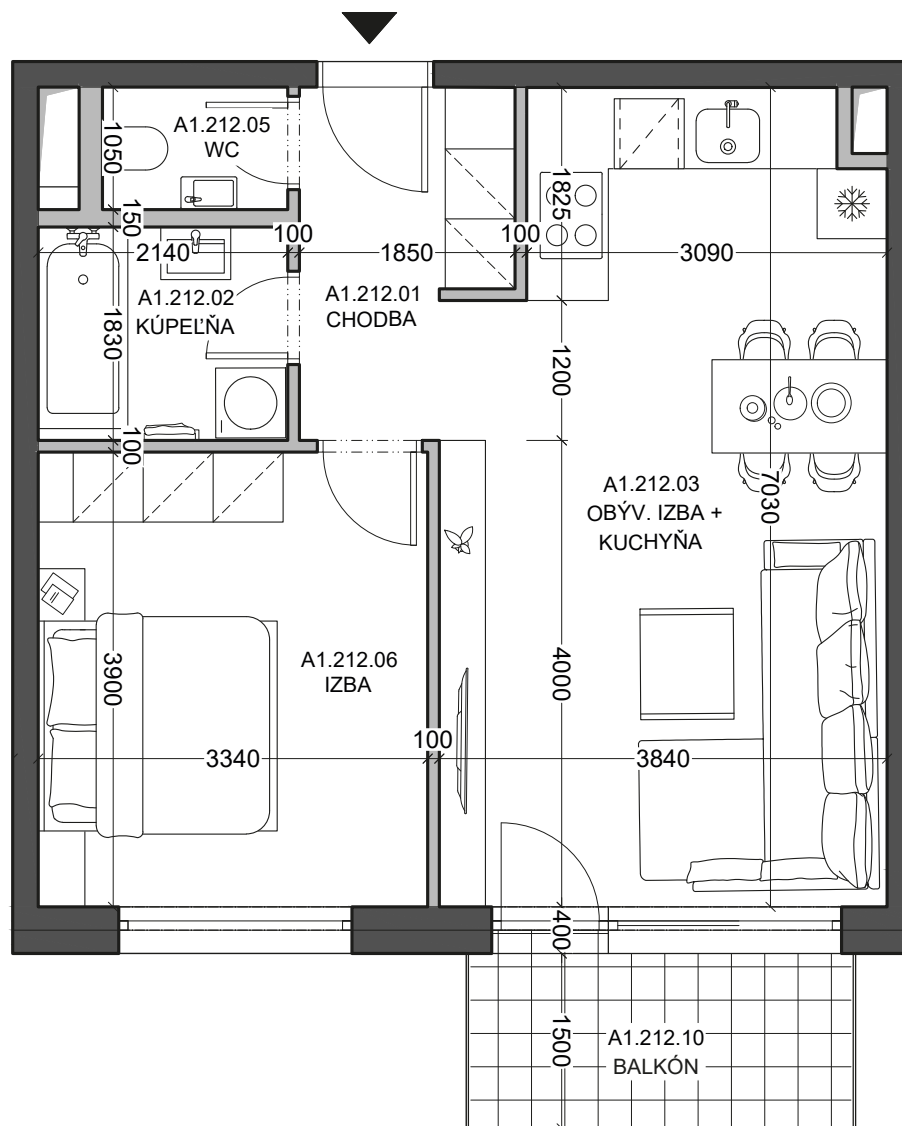 A1.212.05
WC
1050
150
2140
100
1850
100
1825
3090
A1.212.02
KÚPEĽŇA
A1.212.01
CHODBA
1830
1200
100
A1.212.03
OBÝV. IZBA +
KUCHYŇA
7030
A1.212.06
IZBA
3900
4000
100
3340
3840
400
1500
A1.212.10
BALKÓN